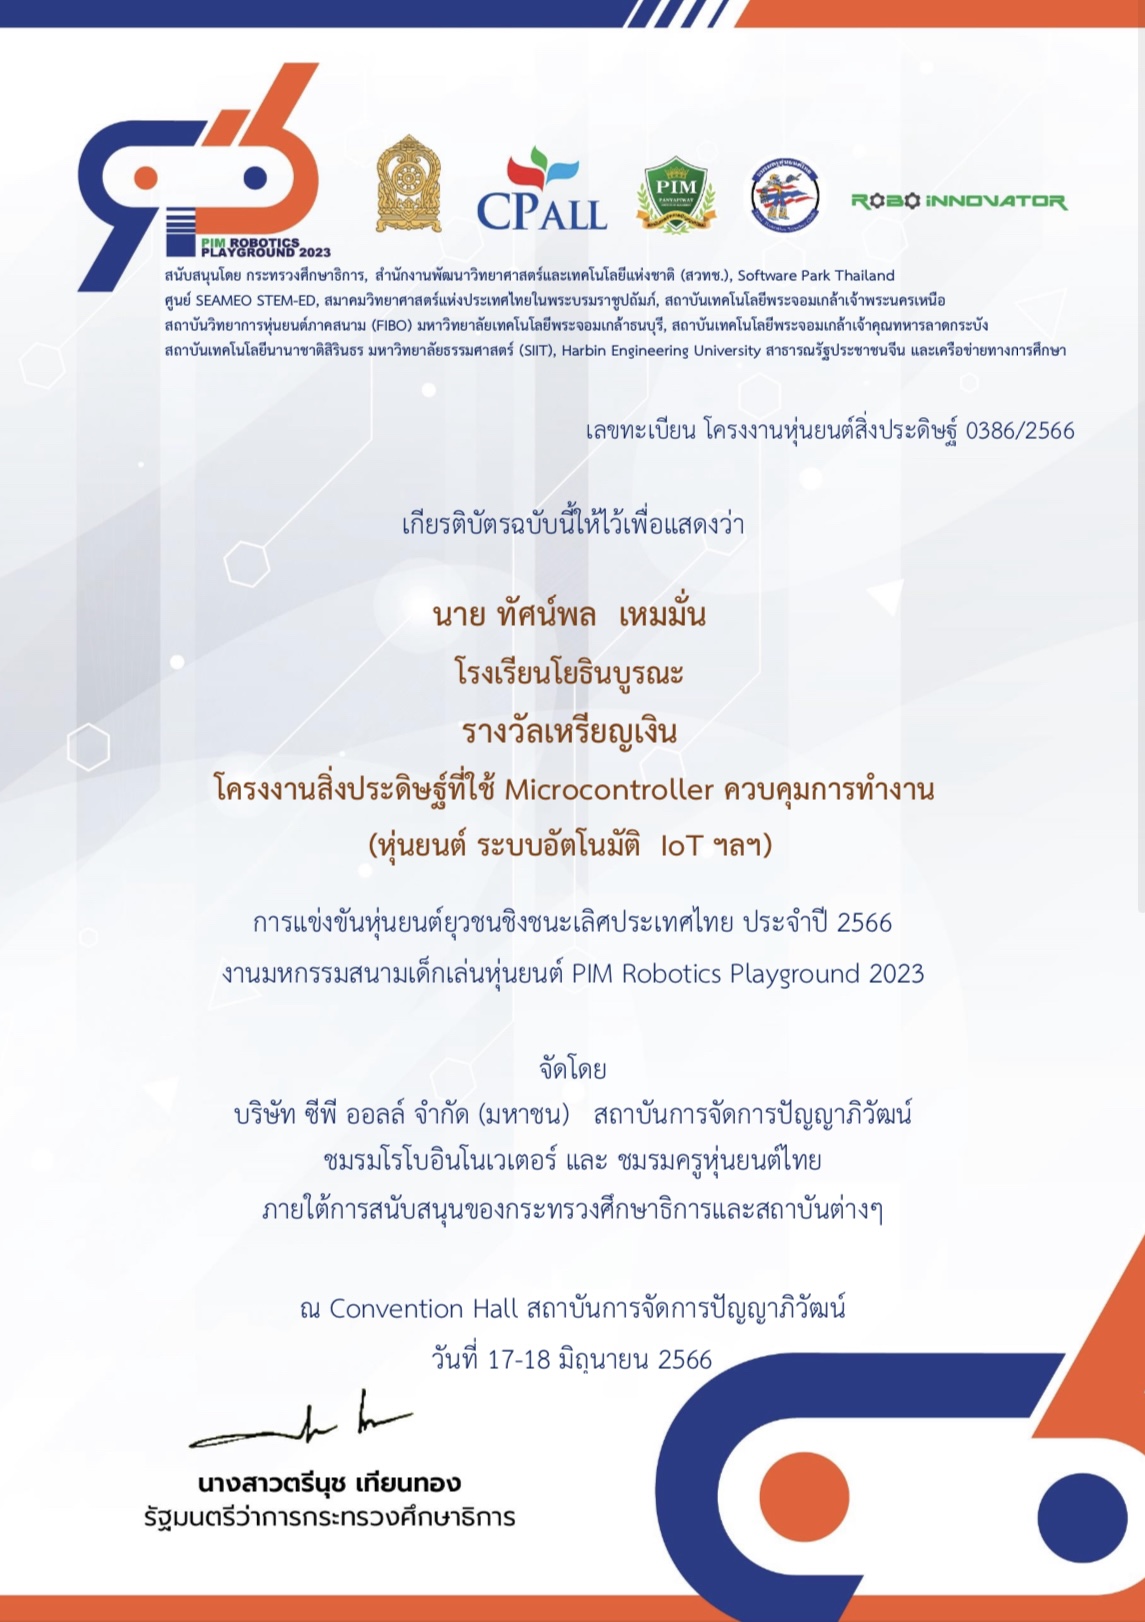 PIM ROBOTICS
PLAYGROUND 2023
CPALL
PIM
ROBO INNOVATOR
สนับสนุนโดย กระทรวงศึกษาธิการ, สำนักงานพัฒนาวิทยาศาสตร์และเทคโนโลยีแห่งชาติ (สวทช.), Software Park Thailand
ศูนย์ SEAMEO STEM-ED, สมาคมวิทยาศาสตร์แห่งประเทศไทยในพระบรมราชูปถัมภ์, สถาบันเทคโนโลยีพระจอมเกล้าเจ้าพระนครเหนือ
สถาบันวิทยาการหุ่นยนต์ภาคสนาม (FIBO) มหาวิทยาลัยเทคโนโลยีพระจอมเกล้าธนบุรี, สถาบันเทคโนโลยีพระจอมเกล้าเจ้าคุณทหารลาดกระบัง
สถาบันเทคโนโลยีนานาชาติสิรินธร มหาวิทยาลัยธรรมศาสตร์ (SIIT), Harbin Engineering University สาธารณรัฐประชาชนจีน และเครือข่ายทางการศึกษา
เลขทะเบียน โครงงานหุ่นยนต์สิ่งประดิษฐ์ 0386/2566
เกียรติบัตรฉบับนี้ให้ไว้เพื่อแสดงว่า
นาย ทัศน์พล เหมมั่น
โรงเรียนโยธินบูรณะ
รางวัลเหรียญเงิน
โครงงานสิ่งประดิษฐ์ที่ใช้ Microcontroller ควบคุมการทำงาน
(หุ่นยนต์ ระบบอัตโนมัติ IoT ฯลฯ)
การแข่งขันหุ่นยนต์ยุวชนชิงชนะเลิศประเทศไทย ประจำปี 2566
งานมหกรรมสนามเด็กเล่นหุ่นยนต์ PIM Robotics Playground 2023
จัดโดย
บริษัท ซีพี ออลล์ จำกัด (มหาชน) สถาบันการจัดการปัญญาภิวัฒน์
ชมรมโรโบอินโนเวเตอร์ และ ชมรมครูหุ่นยนต์ไทย
ภายใต้การสนับสนุนของกระทรวงศึกษาธิการและสถาบันต่างๆ
ณ Convention Hall สถาบันการจัดการปัญญาภิวัฒน์
วันที่ 17-18 มิถุนายน 2566
นางสาวตรีนุช เทียนทอง
รัฐมนตรีว่าการกระทรวงศึกษาธิการ